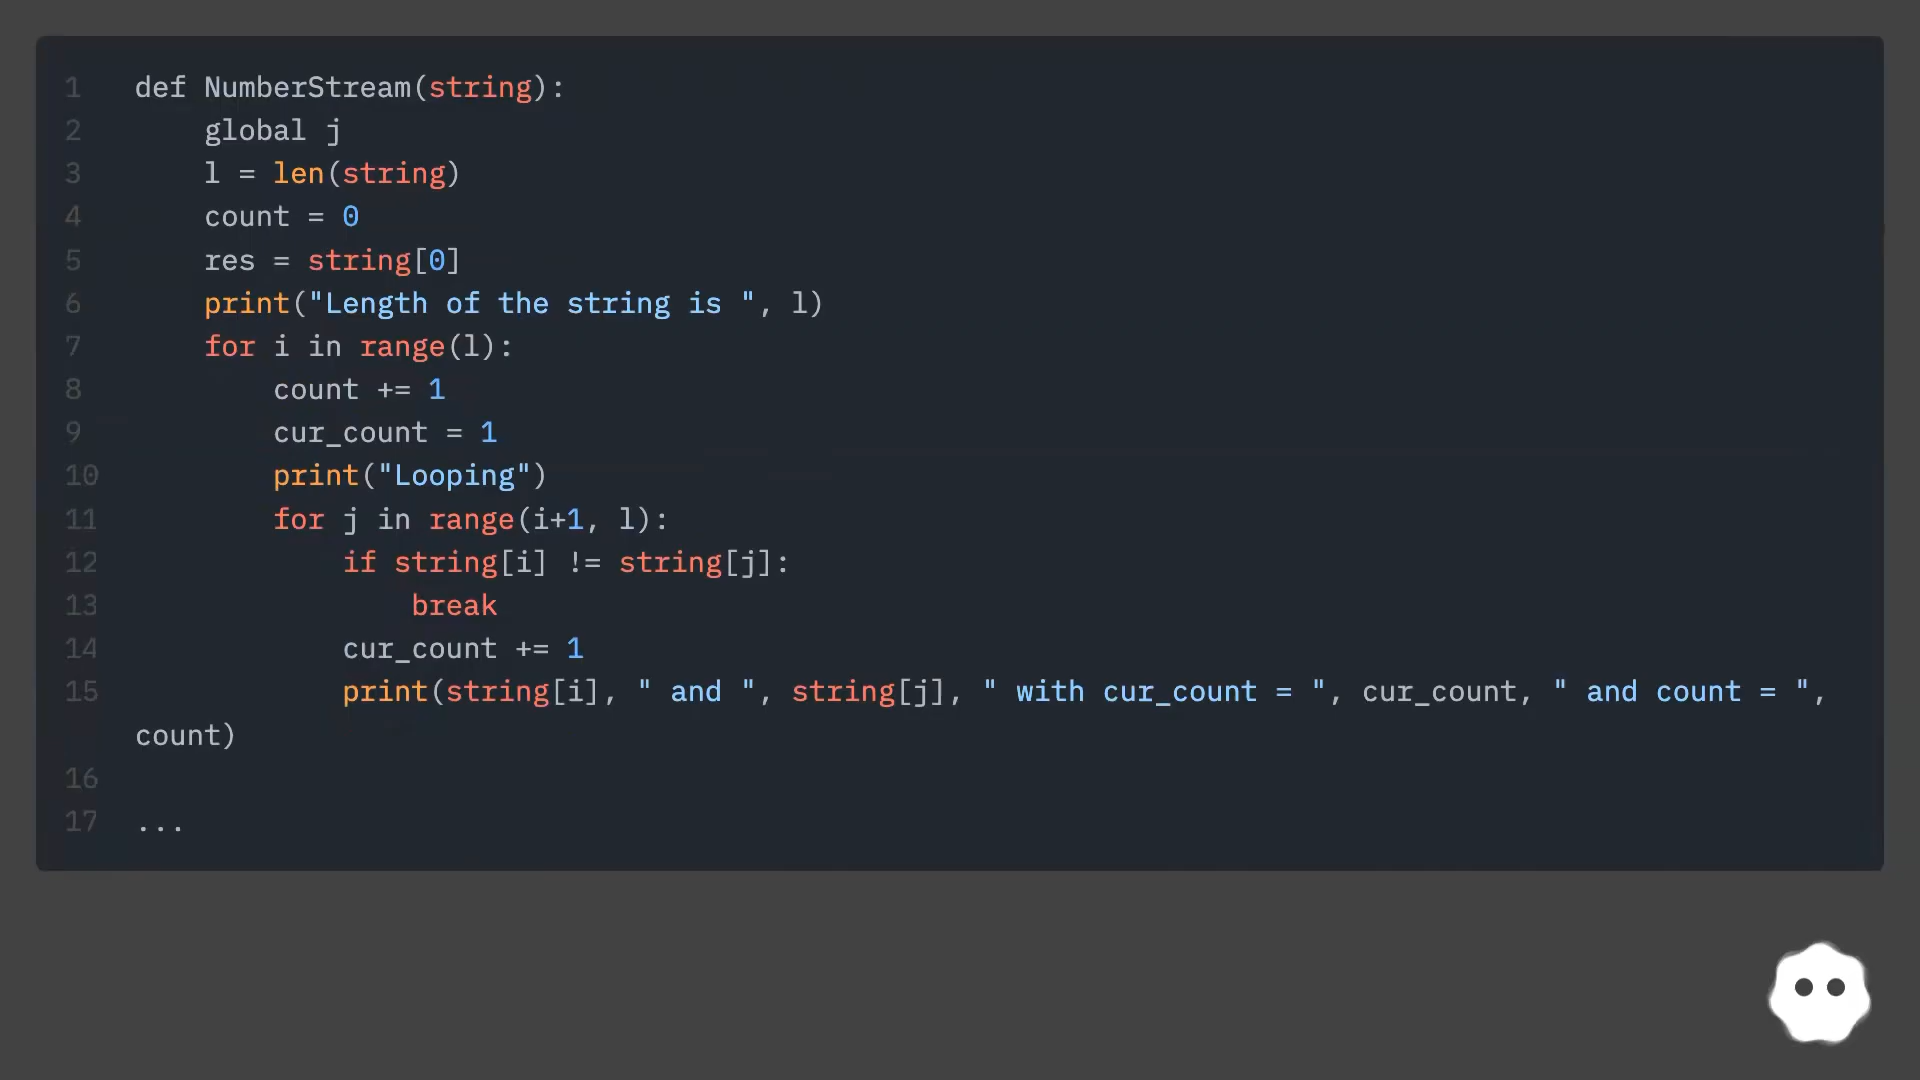 1 def NumberStream(string):
2 global j
3 l = len(string)
4 count = 0
5 res = string[0]
6 print("Length of the string is ", l)
7 for i in range(l):
8 count += 1
9 cur_count = 1
10 print("Looping")
11 for j in range(i+1, l):
12 if string[i] != string[j]:
13 break
14 cur_count += 1
15 print(string[i], " and ", string[j], " with cur_count = ", cur_count, " and count = ",
count)
16
17 ...